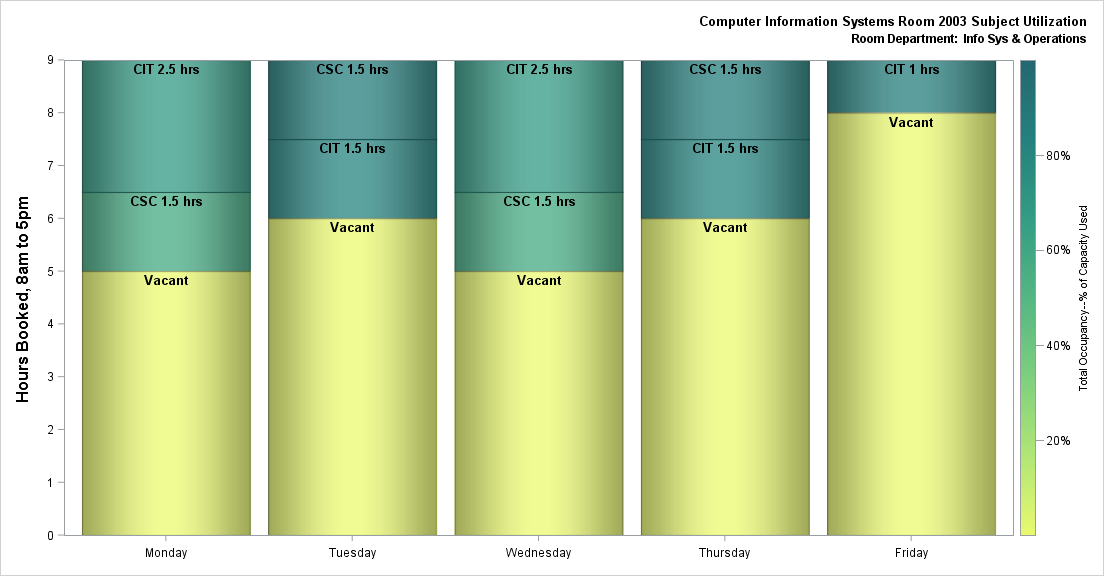 Computer Information Systems Room 2003 Subject Utilization
Room Department: Info Sys & Operations
Hours Booked, 8am to 5pm
9
8
7
6
5
4
3
2
1
0
CIT 2.5 hrs
CSC 1.5 hrs
Vacant
CSC 1.5 hrs
CIT 1.5 hrs
Vacant
CIT 2.5 hrs
CSC 1.5 hrs
Vacant
CSC 1.5 hrs
CIT 1.5 hrs
Vacant
CIT 1 hrs
Vacant
Monday
Tuesday
Wednesday
Thursday
Friday
80%
60%
40%
20%
Total Occupancy--% of Capacity Used